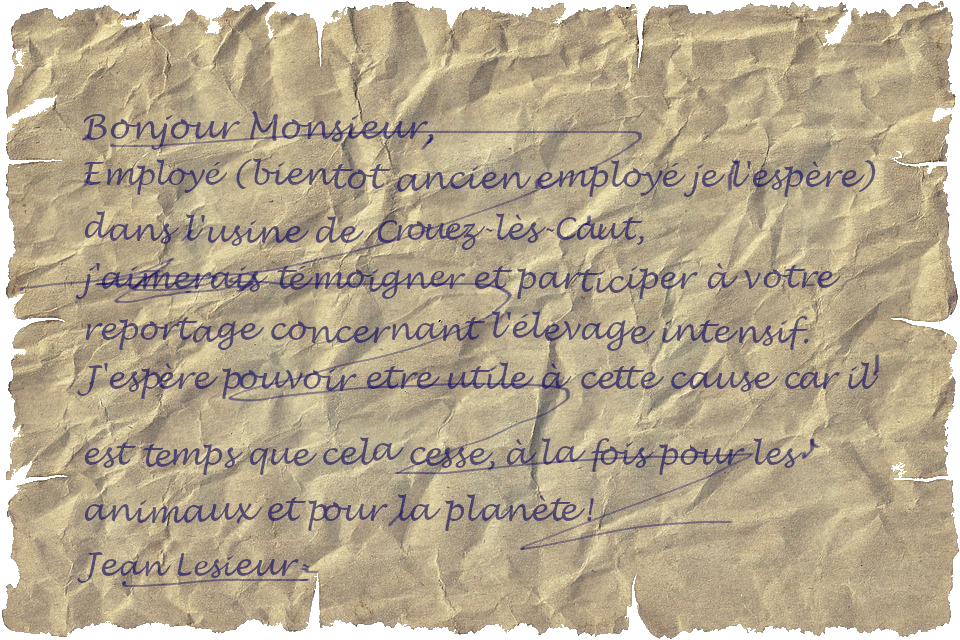 Bonjour Monsieur,
Employé (bientot ancien employé je l'espère)
dans l'usine de Crouez-lès-Caut,
j'aimerais témoigner et participer à votre
reportage concernant l'élevage intensif.
J'espère pouvoir etre utile à cette cause car il
est temps que cela cesse, à la fois pour les
animaux et pour la planète!
Jean Lesieur